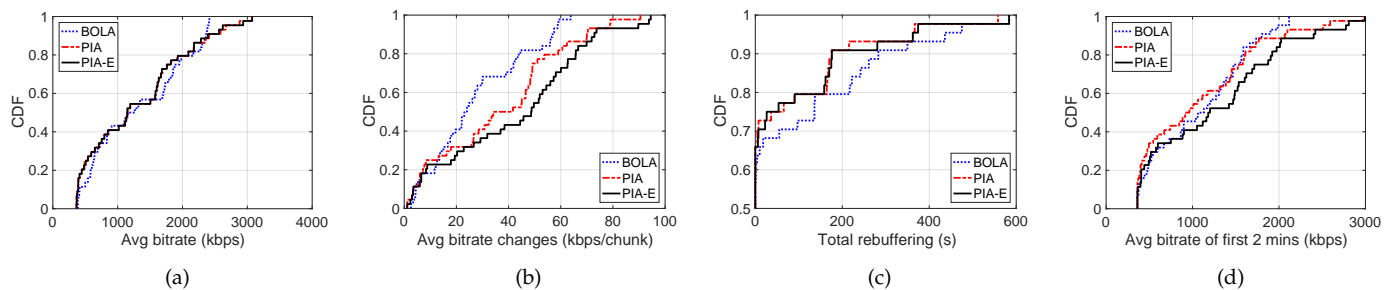 1
0.8
0.6
0.4
0.2
0
CDF
BOLA
PIA
PIA-E
0 1000 2000 3000 4000
Avg bitrate (kbps)
(a)
1
0.8
0.6
0.4
0.2
0
CDF
BOLA
PIA
PIA-E
0 20 40 60 80 100
Avg bitrate changes (kbps/chunk)
(b)
1
0.9
0.8
0.7
0.6
0.5
CDF
BOLA
PIA
PIA-E
0 200 400 600
Total rebuffering (s)
(c)
1
0.8
0.6
0.4
0.2
0
CDF
BOLA
PIA
PIA-E
0 1000 2000 3000
Avg bitrate of first 2 mins (kbps)
(d)